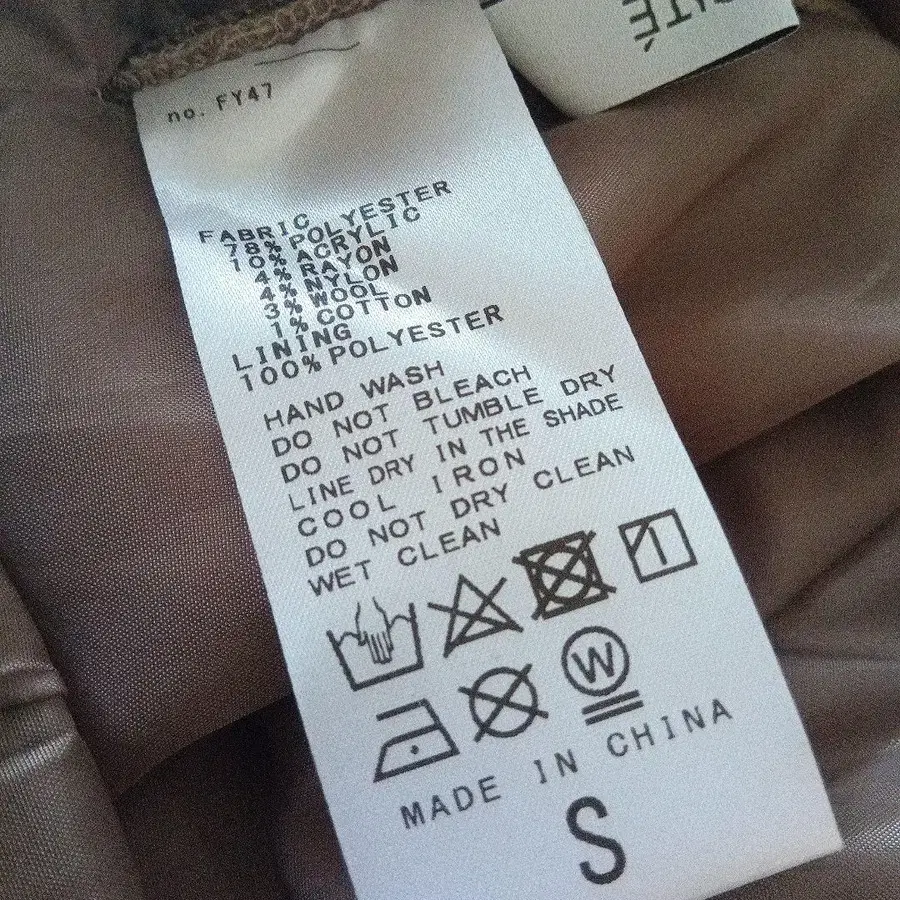 no. FY47
FABRIC
78% POLYESTER
10% ACRYLIC
4% RAYON
4% NYLON
3% WOOL
1% COTTON
LINING
100% POLYESTER
HAND WASH
DO NOT BLEACH
DO NOT TUMBLE DRY
LINE DRY IN THE SHADE
COOL IRON
DO NOT DRY CLEAN
WET CLEAN
W
MADE IN CHINA
S